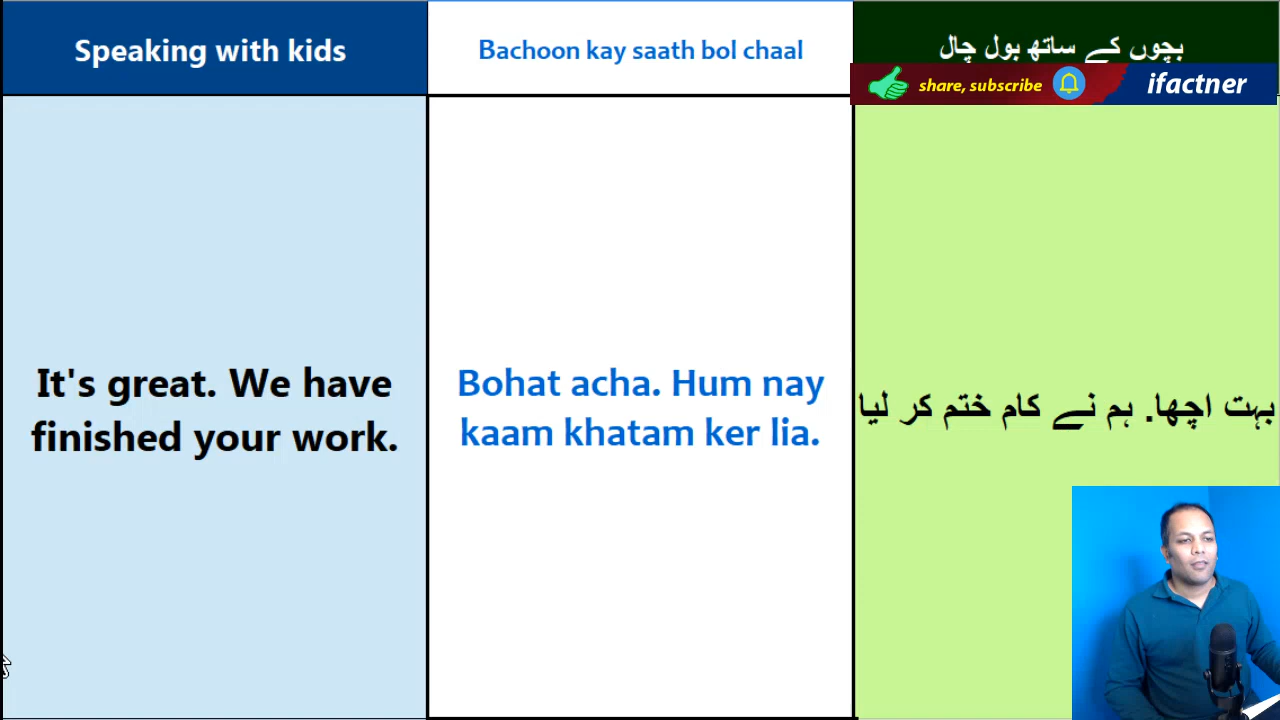 Speaking with kids
Bachoon kay saath bol chaal
بچوں کے ساتھ بول چال
share, subscribe
ifactner
It's great. We have
finished your work.
Bohat acha. Hum nay
kaam khatam ker lia.
بہت اچھا. ہم نے کام ختم کر لیا